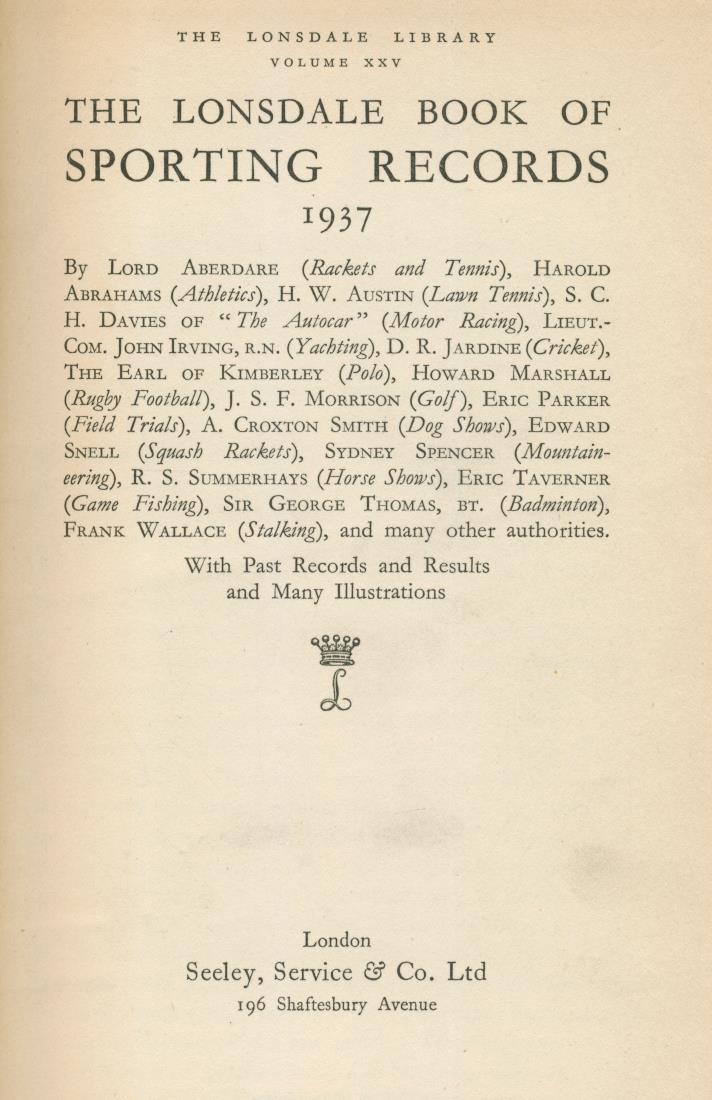 THE LONSDALE LIBRARY
VOLUME XXV
THE LONSDALE BOOK OF
SPORTING RECORDS
1937
By LORD ABERDARE (Rackets and Tennis), HAROLD
ABRAHAMS (Athletics), H. W. AUSTIN (Lawn Tennis), S. C.
H. DAVIES OF "The Autocar" (Motor Racing), LIEUT.-
COM. JOHN IRVING, R.N. (Yachting), D. R. JARDINE (Cricket),
THE EARL OF KIMBERLEY (Polo), HOWARD MARSHALL
(Rugby Football), J. S. F. MORRISON (Golf), ERIC PARKER
(Field Trials), A. CROXTON SMITH (Dog Shows), EDWARD
SNELL (Squash Rackets), SYDNEY SPENCER (Mountain-
eering), R. S. SUMMERHAYS (Horse Shows), ERIC TAVERNER
(Game Fishing), SIR GEORGE THOMAS, BT. (Badminton),
FRANK WALLACE (Stalking), and many other authorities.
With Past Records and Results
and Many Illustrations
L
London
Seeley, Service & Co. Ltd
196 Shaftesbury Avenue